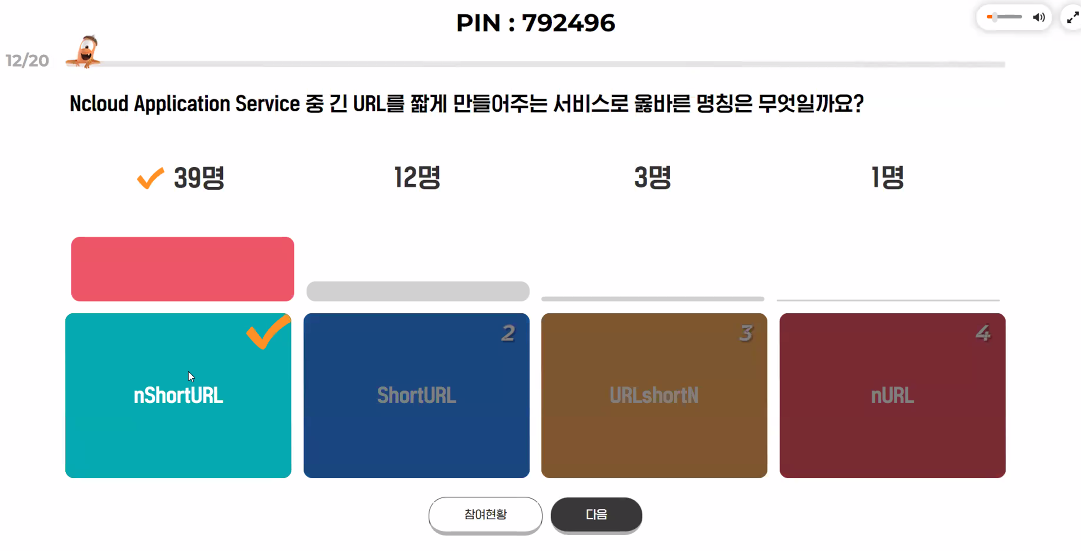 PIN : 792496
12/20
Ncloud Application Service 중 긴 URL를 짧게 만들어주는 서비스로 옳바른 명칭은 무엇일까요?
39명
12명
3명
1명
2
3
4
nShortURL
ShortURL
URLshortN
nURL
참여현황
다음